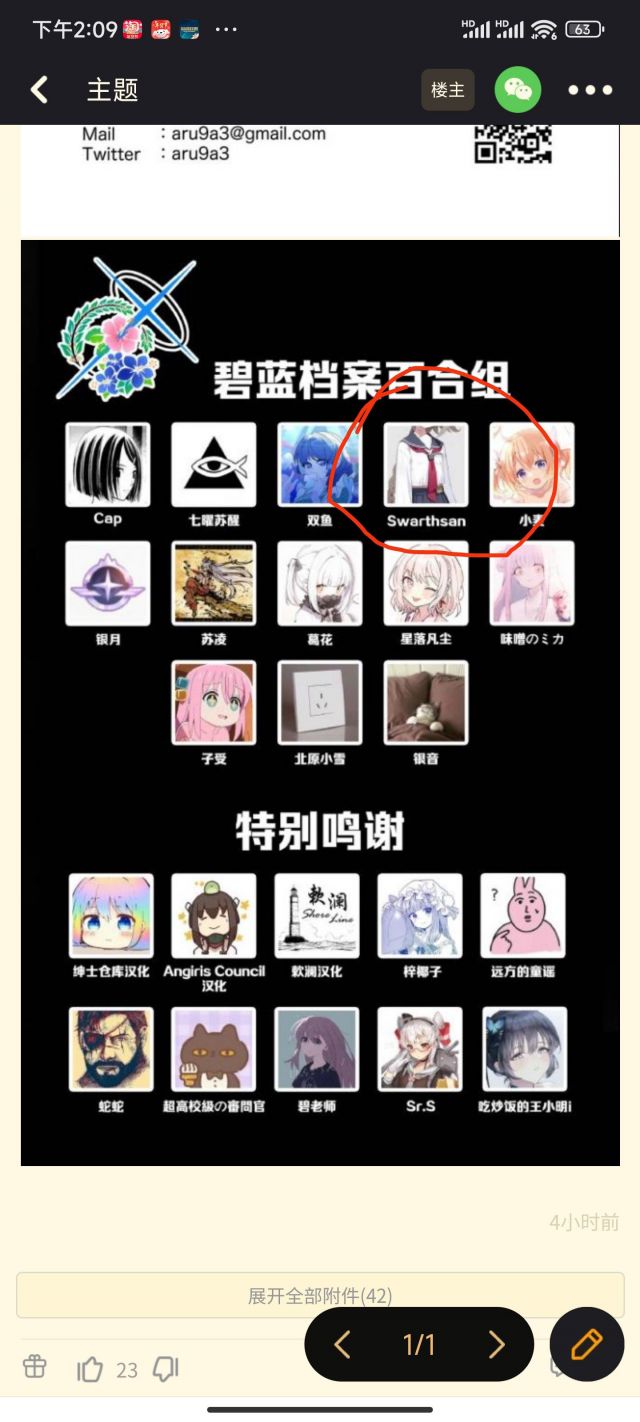 下午2:09
HD
HD
6
63
主题
楼主
Mail : aru9a3@gmail.com
Twitter : aru9a3
碧蓝档案百合组
Cap
七曜苏醒
双鱼
Swarthsan
小麦
银月
苏凌
葛花
星落凡尘
味噌のミカ
子受
北原小雪
银音
特别鸣谢
軟澜
Shore Line
?
绅士仓库汉化
Angiris Council
汉化
軟澜汉化
梓椰子
远方的童谣
蛇蛇
超高校級の審問官
碧老师
Sr.S
吃炒饭的王小明i
4小时前
展开全部附件(42)
1/1
23